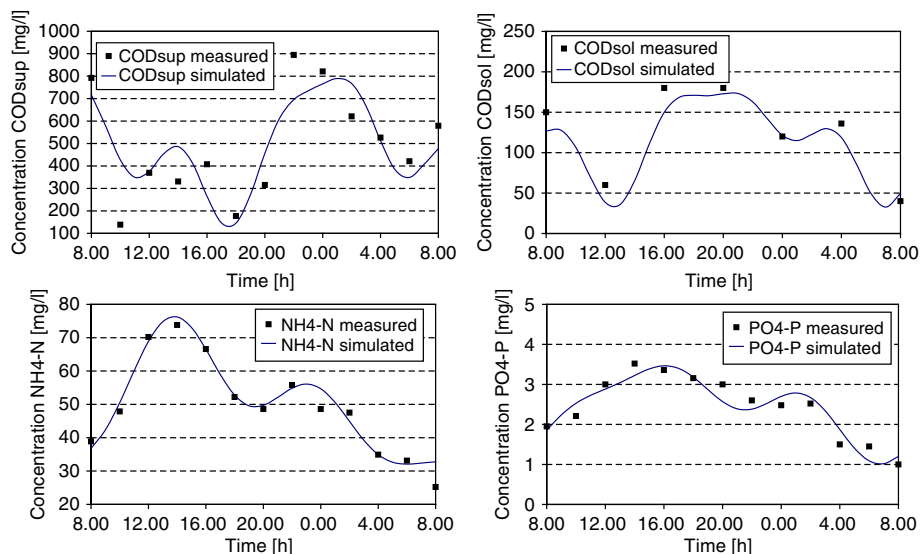 Concentration CODsup [mg/l]
1000
900
800
700
600
500
400
300
200
100
CODsup measured
CODsup simulated
8.00 12.00 16.00 20.00 0.00 4.00 8.00
Time [h]
Concentration CODsol [mg/l]
250
200
150
100
50
0
CODsol measured
CODsol simulated
8.00 12.00 16.00 20.00 0.00 4.00 8.00
Time [h]
Concentration NH4-N [mg/l]
80
70
60
50
40
30
20
NH4-N measured
NH4-N simulated
8.00 12.00 16.00 20.00 0.00 4.00 8.00
Time [h]
Concentration PO4-P [mg/l]
5
4
3
2
1
0
PO4-P measured
PO4-P simulated
8.00 12.00 16.00 20.00 0.00 4.00 8.00
Time [h]